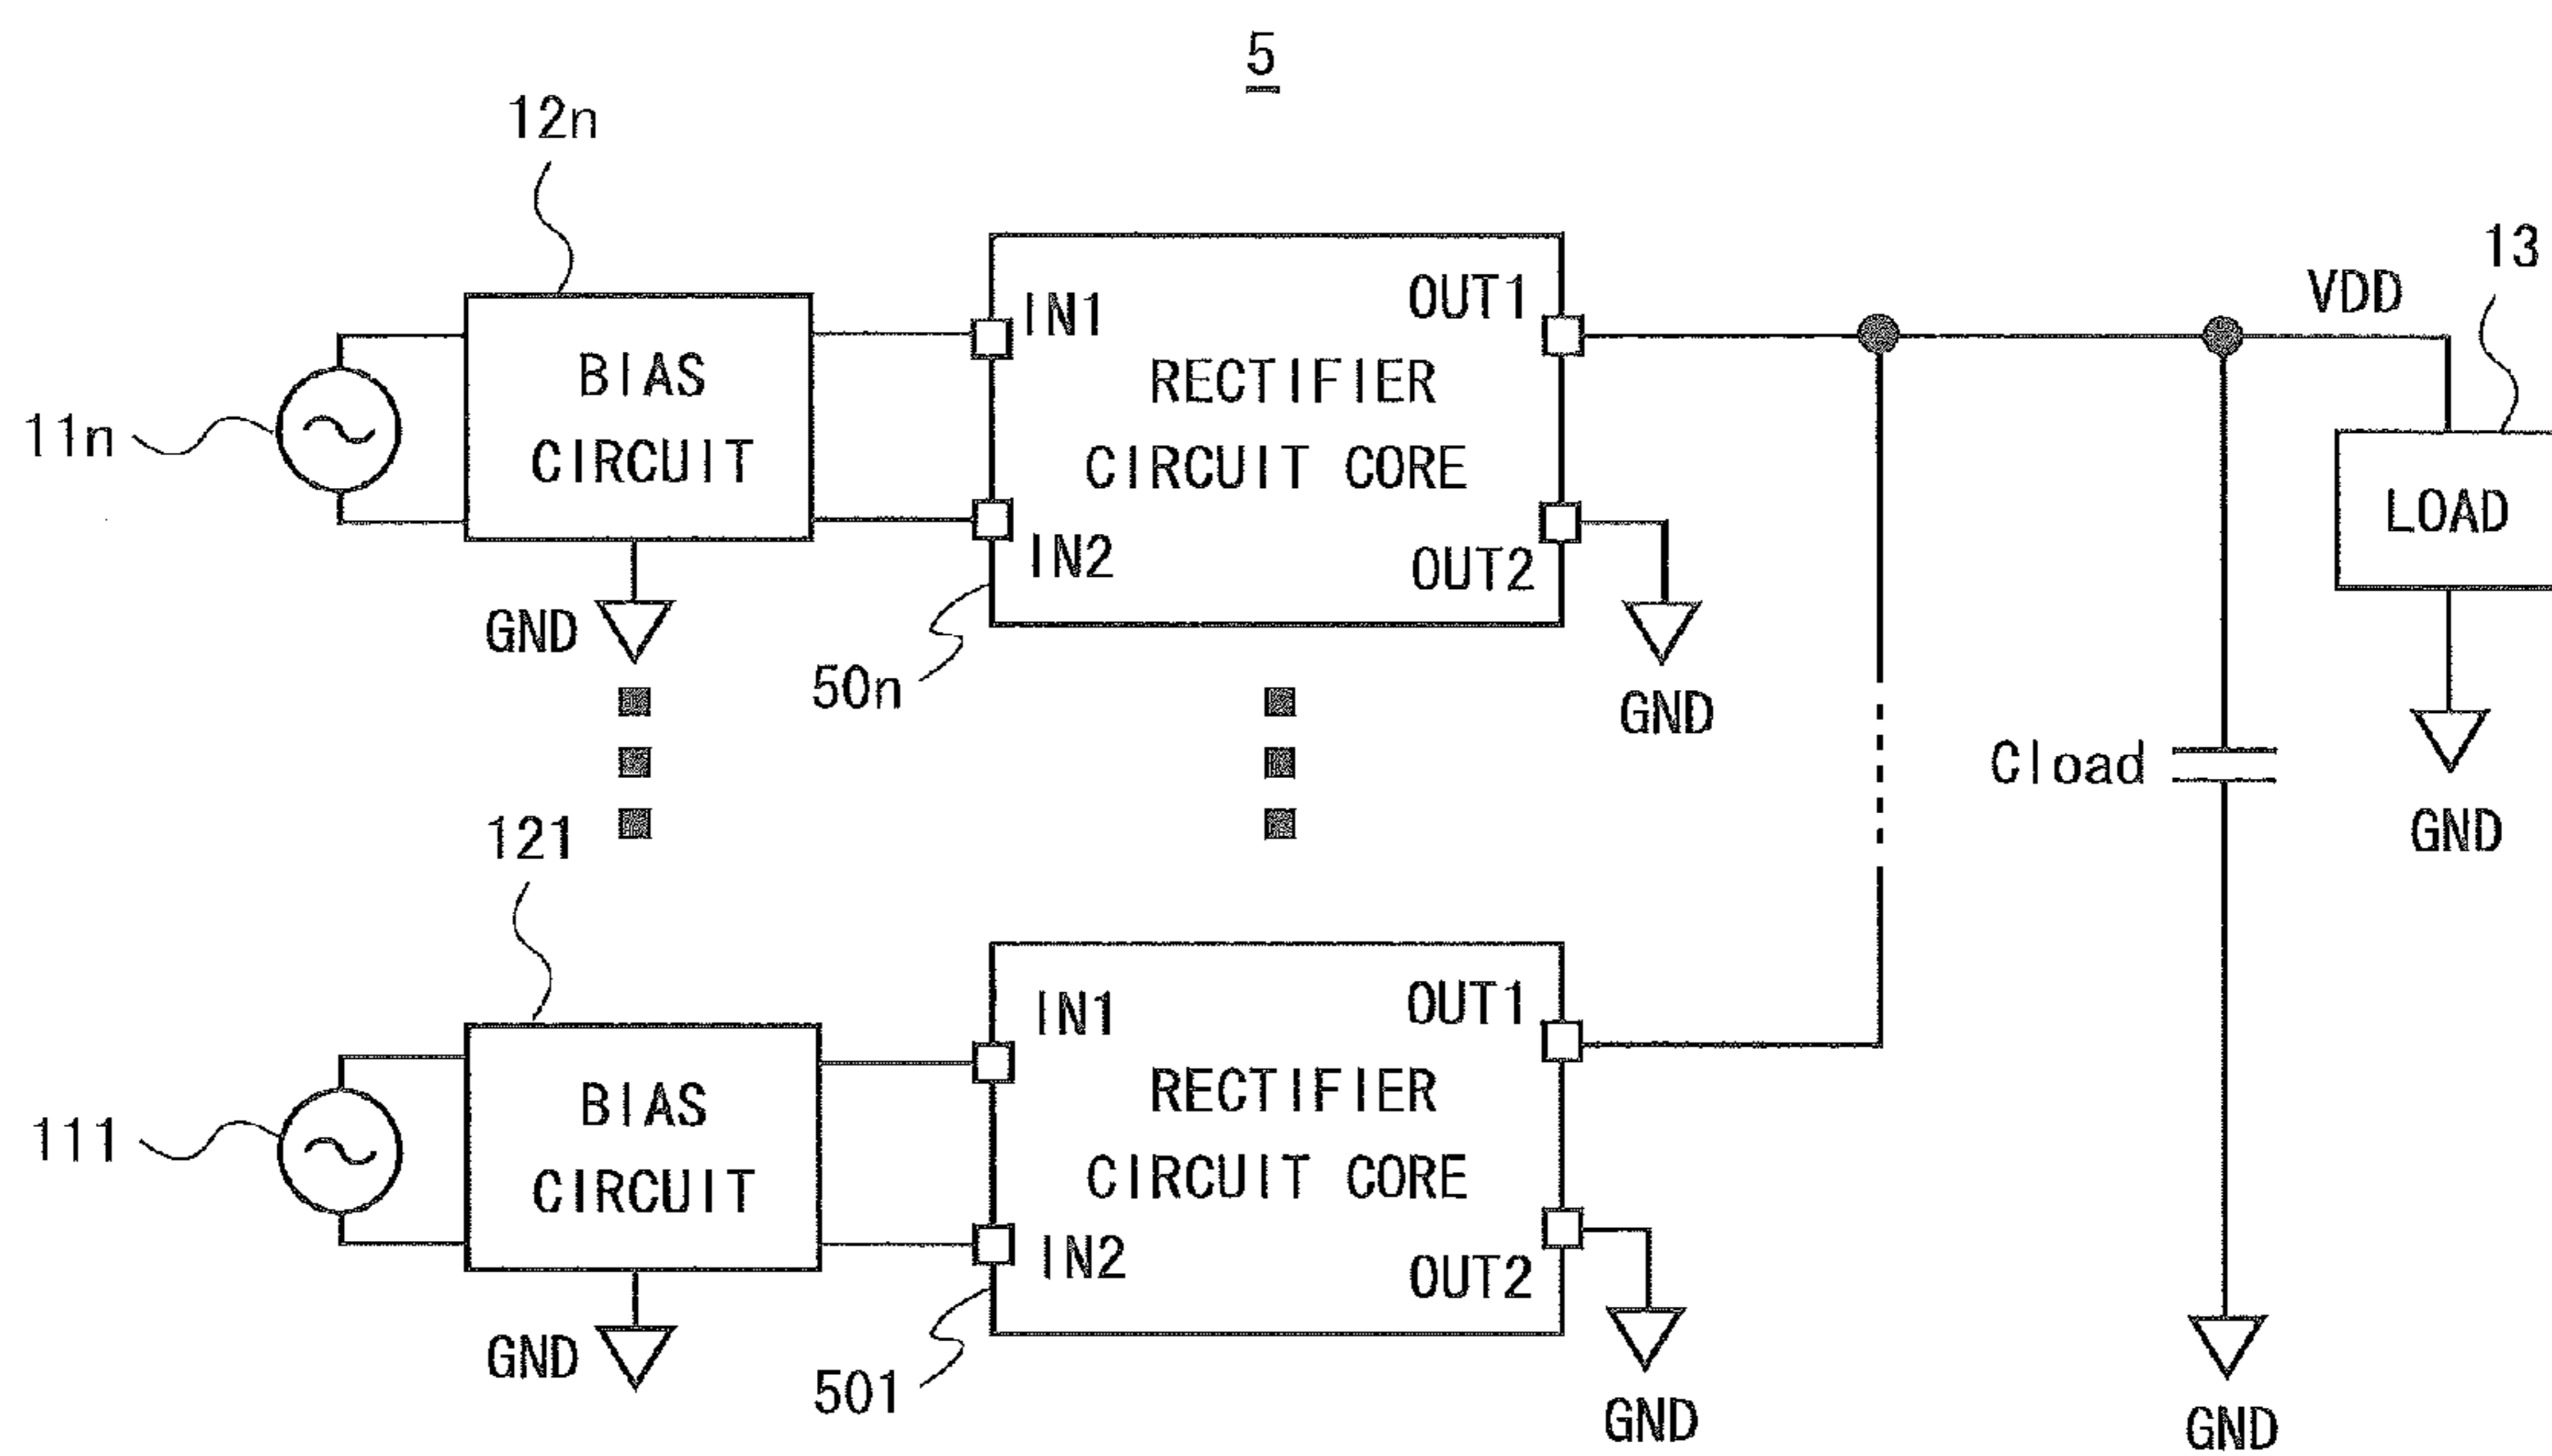 5
12n
13
VDD
IN1
OUT1
BIAS
CIRCUIT
RECTIFIER
CIRCUIT CORE
11n
LOAD
IN2
OUT2
GND
50n
GND
Cload
GND
121
IN1
OUT1
BIAS
CIRCUIT
RECTIFIER
CIRCUIT CORE
111
IN2
OUT2
GND
501
GND
GND